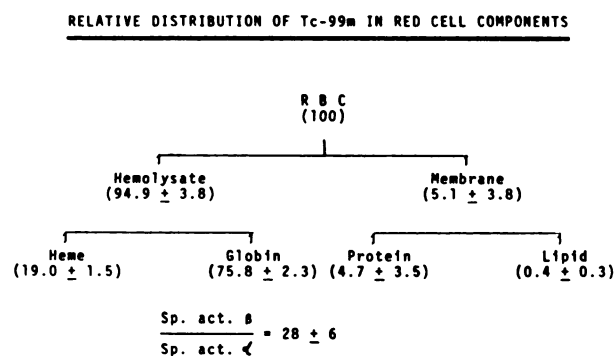 RELATIVE DISTRIBUTION OF Tc-99m IN RED CELL COMPONENTS
R B C
(100)
Hemolysate Membrane
(94.9 ± 3.8) (5.1 ± 3.8)
Heme Globin Protein Lipid
(19.0 ± 1.5) (75.8 ± 2.3) (4.7 ± 3.5) (0.4 ± 0.3)
Sp. act. β
= 28 ± 6
Sp. act. α